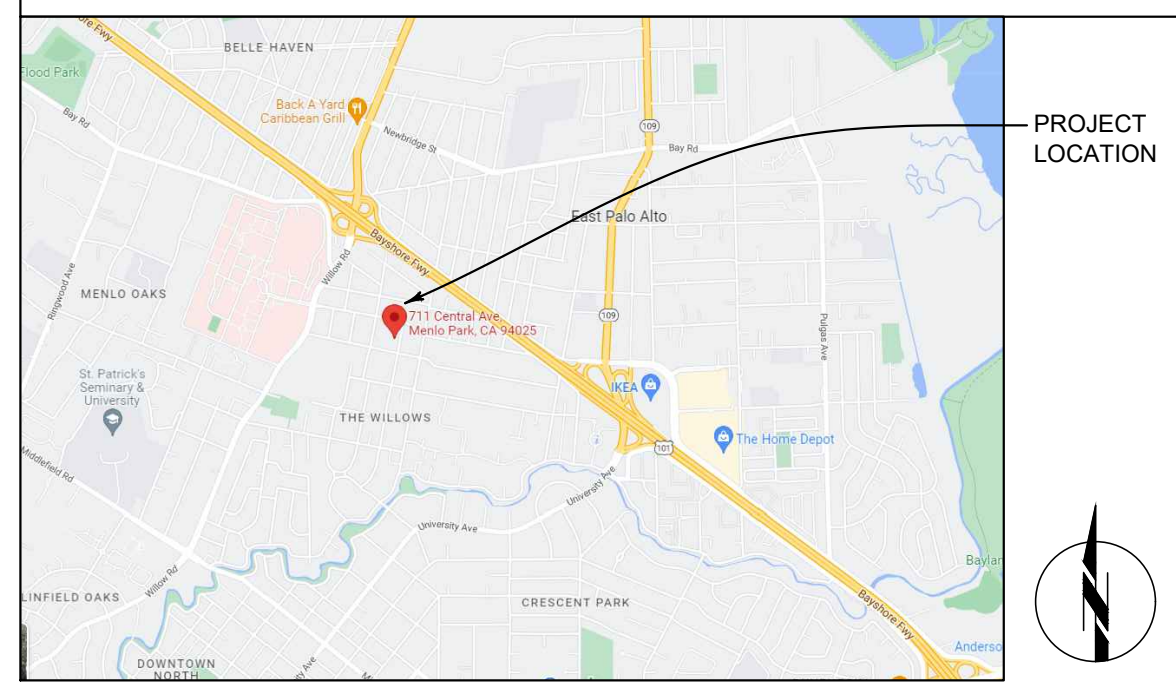 Bayshore Fwy
BELLE HAVEN
Flood Park
Bay Rd
Back A Yard
Caribbean Grill
Newbridge St
109
Bay Rd
PROJECT
LOCATION
East Palo Alto
Bayshore Fwy
Willow Rd
Ringwood Ave
MENLO OAKS
711 Central Ave,
Menlo Park, CA 94025
109
Pulgas Ave
St. Patrick's
Seminary &
University
IKEA
THE WILLOWS
The Home Depot
101
Middlefield Rd
University Ave
University Ave
Willow Rd
LINFIELD OAKS
CRESCENT PARK
Bayshore Fwy
DOWNTOWN
NORTH
N